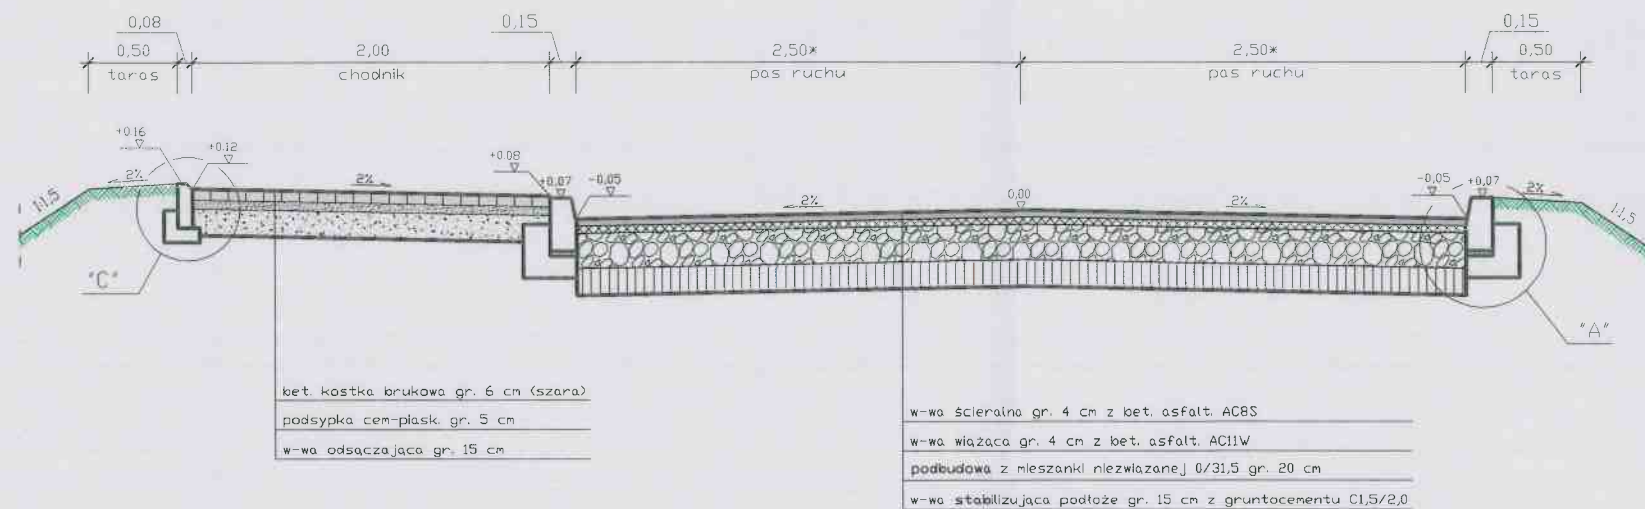 0,08
0,15
0,15
0,50
2,00
2,50*
2,50*
0,50
taras
chodnik
pas ruchu
pas ruchu
taras
+0.16
+0.12
+0.08
+0,07
-0,05
0,00
-0,05
+0,07
2%
2%
2%
2%
2%
1:1,5
1:1,5
"C"
"A"
bet. kostka brukowa gr. 6 cm (szara)
podsypka cem-piask. gr. 5 cm
w-wa odsączająca gr. 15 cm
w-wa ścieralna gr. 4 cm z bet. asfalt. AC8S
w-wa wiążąca gr. 4 cm z bet. asfalt. AC11W
podbudowa z mieszanki niezwiązanej 0/31,5 gr. 20 cm
w-wa stabilizująca podłoże gr. 15 cm z gruntocementu C1,5/2,0